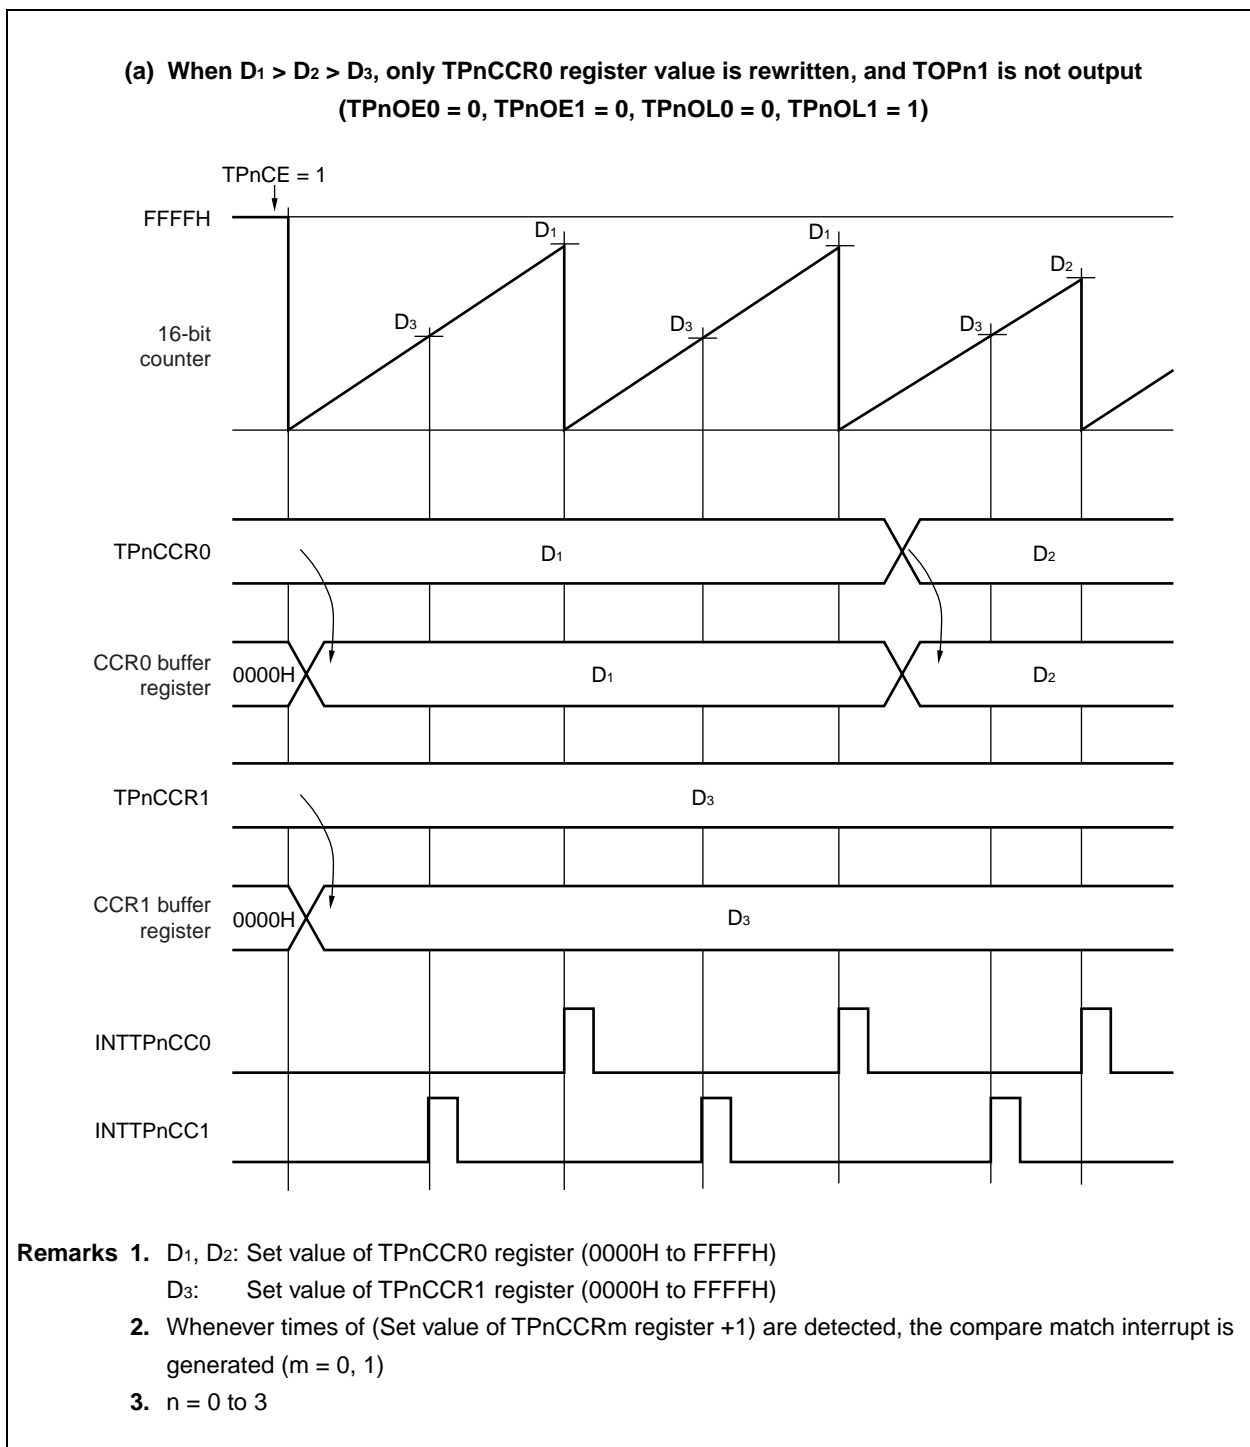 (a) When D1 > D2 > D3, only TPnCCR0 register value is rewritten, and TOPn1 is not output
(TPnOE0 = 0, TPnOE1 = 0, TPnOL0 = 0, TPnOL1 = 1)
TPnCE = 1
FFFFH
D1
D1
D2
D3
D3
D3
16-bit
counter
TPnCCR0
D1
D2
CCR0 buffer
register
0000H
D1
D2
TPnCCR1
D3
CCR1 buffer
register
0000H
D3
INTTPnCC0
INTTPnCC1
Remarks 1. D1, D2: Set value of TPnCCR0 register (0000H to FFFFH)
D3: Set value of TPnCCR1 register (0000H to FFFFH)
2. Whenever times of (Set value of TPnCCRm register +1) are detected, the compare match interrupt is
generated (m = 0, 1)
3. n = 0 to 3